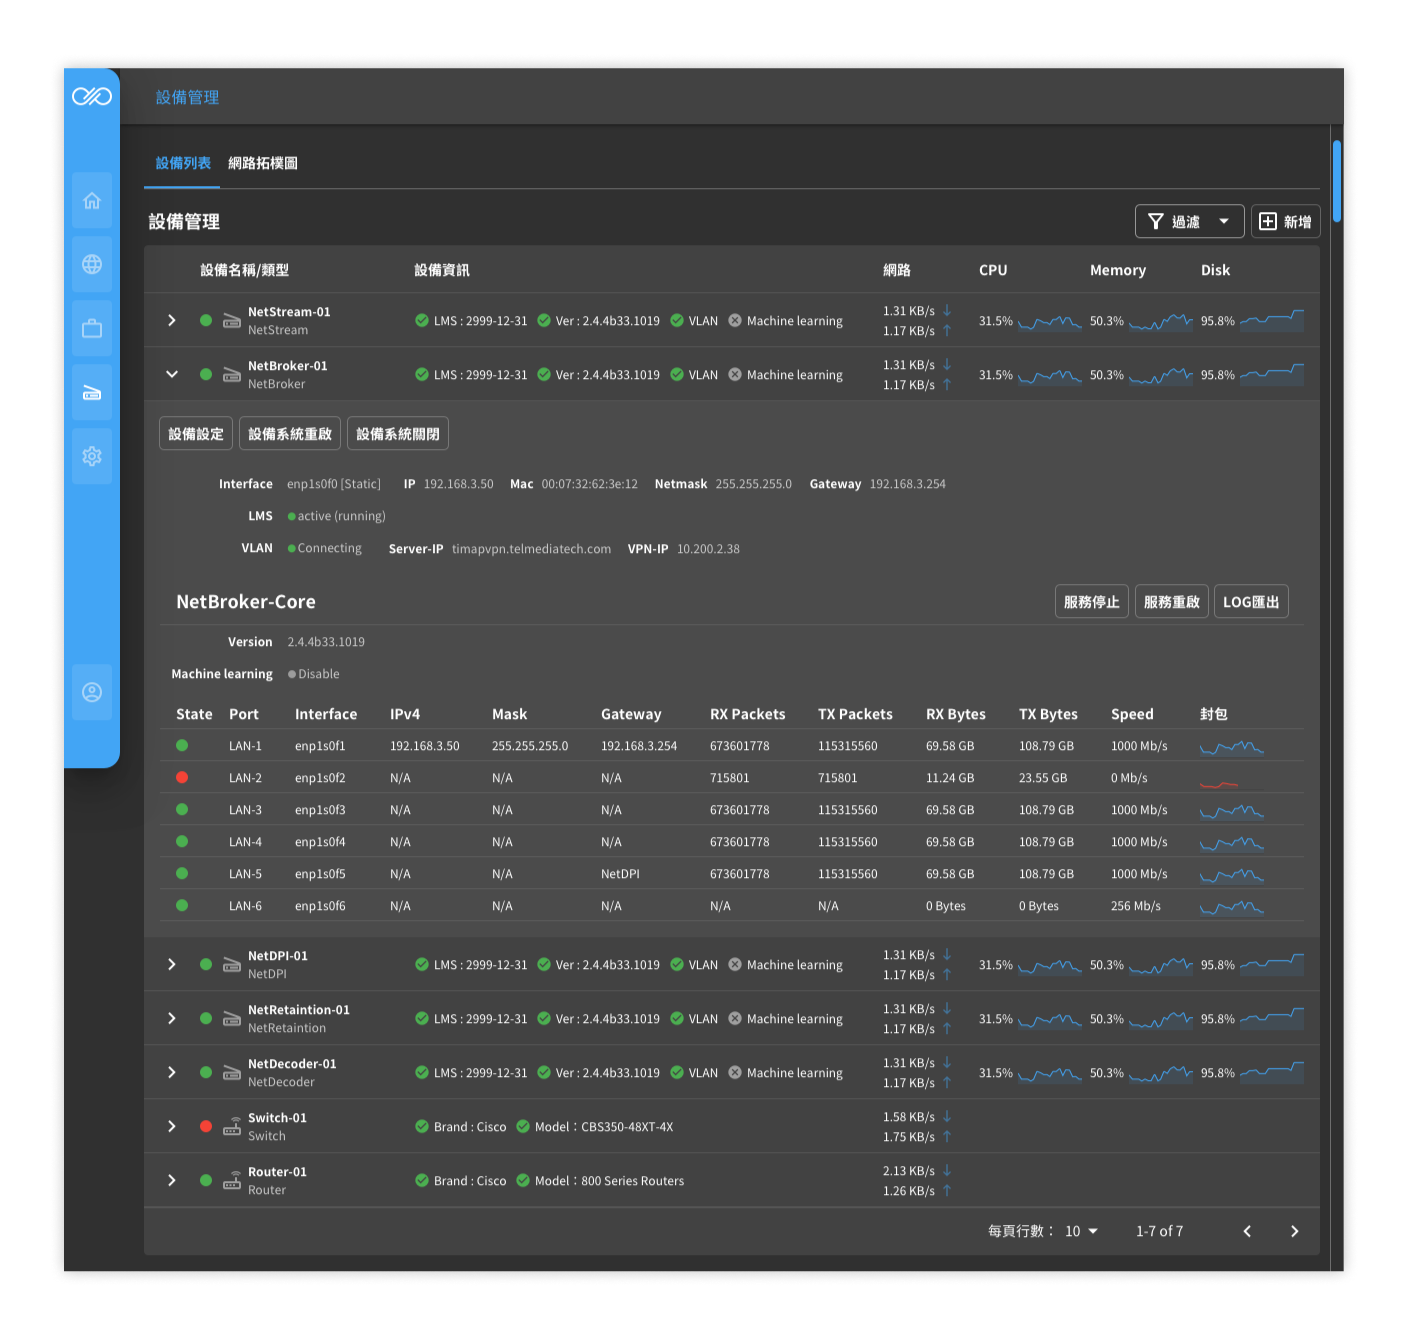 設備管理
設備列表 網路拓樸圖
設備管理 過濾 新增
設備名稱/類型 設備資訊 網路 CPU Memory Disk
NetStream-01
NetStream
LMS : 2999-12-31 Ver : 2.4.4b33.1019 VLAN Machine learning
1.31 KB/s ↓
1.17 KB/s ↑
31.5% 50.3% 95.8%
NetBroker-01
NetBroker
LMS : 2999-12-31 Ver : 2.4.4b33.1019 VLAN Machine learning
1.31 KB/s ↓
1.17 KB/s ↑
31.5% 50.3% 95.8%
設備設定 設備系統重啟 設備系統關閉
Interface enp1s0f0 [Static] IP 192.168.3.50 Mac 00:07:32:62:3e:12 Netmask 255.255.255.0 Gateway 192.168.3.254
LMS active (running)
VLAN Connecting Server-IP timapvpn.telmediatech.com VPN-IP 10.200.2.38
NetBroker-Core 服務停止 服務重啟 LOG匯出
Version 2.4.4b33.1019
Machine learning Disable
State Port Interface IPv4 Mask Gateway RX Packets TX Packets RX Bytes TX Bytes Speed 封包
LAN-1 enp1s0f1 192.168.3.50 255.255.255.0 192.168.3.254 673601778 115315560 69.58 GB 108.79 GB 1000 Mb/s
LAN-2 enp1s0f2 N/A N/A N/A 715801 715801 11.24 GB 23.55 GB 0 Mb/s
LAN-3 enp1s0f3 N/A N/A N/A 673601778 115315560 69.58 GB 108.79 GB 1000 Mb/s
LAN-4 enp1s0f4 N/A N/A N/A 673601778 115315560 69.58 GB 108.79 GB 1000 Mb/s
LAN-5 enp1s0f5 N/A N/A NetDPI 673601778 115315560 69.58 GB 108.79 GB 1000 Mb/s
LAN-6 enp1s0f6 N/A N/A N/A N/A N/A 0 Bytes 0 Bytes 256 Mb/s
NetDPI-01
NetDPI
LMS : 2999-12-31 Ver : 2.4.4b33.1019 VLAN Machine learning
1.31 KB/s ↓
1.17 KB/s ↑
31.5% 50.3% 95.8%
NetRetaintion-01
NetRetaintion
LMS : 2999-12-31 Ver : 2.4.4b33.1019 VLAN Machine learning
1.31 KB/s ↓
1.17 KB/s ↑
31.5% 50.3% 95.8%
NetDecoder-01
NetDecoder
LMS : 2999-12-31 Ver : 2.4.4b33.1019 VLAN Machine learning
1.31 KB/s ↓
1.17 KB/s ↑
31.5% 50.3% 95.8%
Switch-01
Switch
Brand : Cisco Model：CBS350-48XT-4X
1.58 KB/s ↓
1.75 KB/s ↑
Router-01
Router
Brand : Cisco Model：800 Series Routers
2.13 KB/s ↓
1.26 KB/s ↑
每頁行數： 10 1-7 of 7